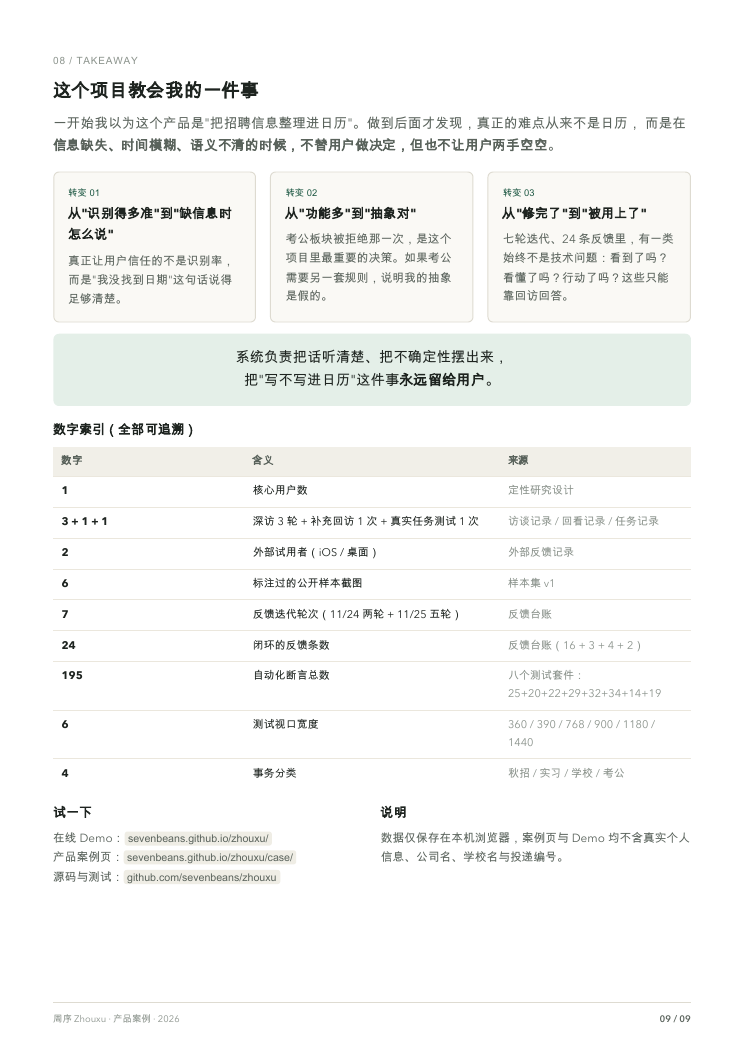 08 / TAKEAWAY
这个项目教会我的一件事
一开始我以为这个产品是"把招聘信息整理进日历"。做到后面才发现，真正的难点从来不是日历， 而是在
信息缺失、时间模糊、语义不清的时候，不替用户做决定，但也不让用户两手空空。
转变 01
从"识别得多准"到"缺信息时
怎么说"
真正让用户信任的不是识别率，
而是"我没找到日期"这句话说得
足够清楚。
转变 02
从"功能多"到"抽象对"
考公板块被拒绝那一次，是这个
项目里最重要的决策。如果考公
需要另一套规则，说明我的抽象
是假的。
转变 03
从"修完了"到"被用上了"
七轮迭代、24 条反馈里，有一类
始终不是技术问题：看到了吗？
看懂了吗？行动了吗？这些只能
靠回访回答。
系统负责把话听清楚、把不确定性摆出来，
把"写不写进日历"这件事永远留给用户。
数字索引（全部可追溯）
数字 含义 来源
1 核心用户数 定性研究设计
3 + 1 + 1 深访 3 轮 + 补充回访 1 次 + 真实任务测试 1 次 访谈记录 / 回看记录 / 任务记录
2 外部试用者（iOS / 桌面） 外部反馈记录
6 标注过的公开样本截图 样本集 v1
7 反馈迭代轮次（11/24 两轮 + 11/25 五轮） 反馈台账
24 闭环的反馈条数 反馈台账（16 + 3 + 4 + 2）
195 自动化断言总数 八个测试套件：
25+20+22+29+32+34+14+19
6 测试视口宽度 360 / 390 / 768 / 900 / 1180 /
1440
4 事务分类 秋招 / 实习 / 学校 / 考公
试一下
在线 Demo：sevenbeans.github.io/zhouxu/
产品案例页：sevenbeans.github.io/zhouxu/case/
源码与测试：github.com/sevenbeans/zhouxu
说明
数据仅保存在本机浏览器，案例页与 Demo 均不含真实个人
信息、公司名、学校名与投递编号。
周序 Zhouxu · 产品案例 · 2026
09 / 09